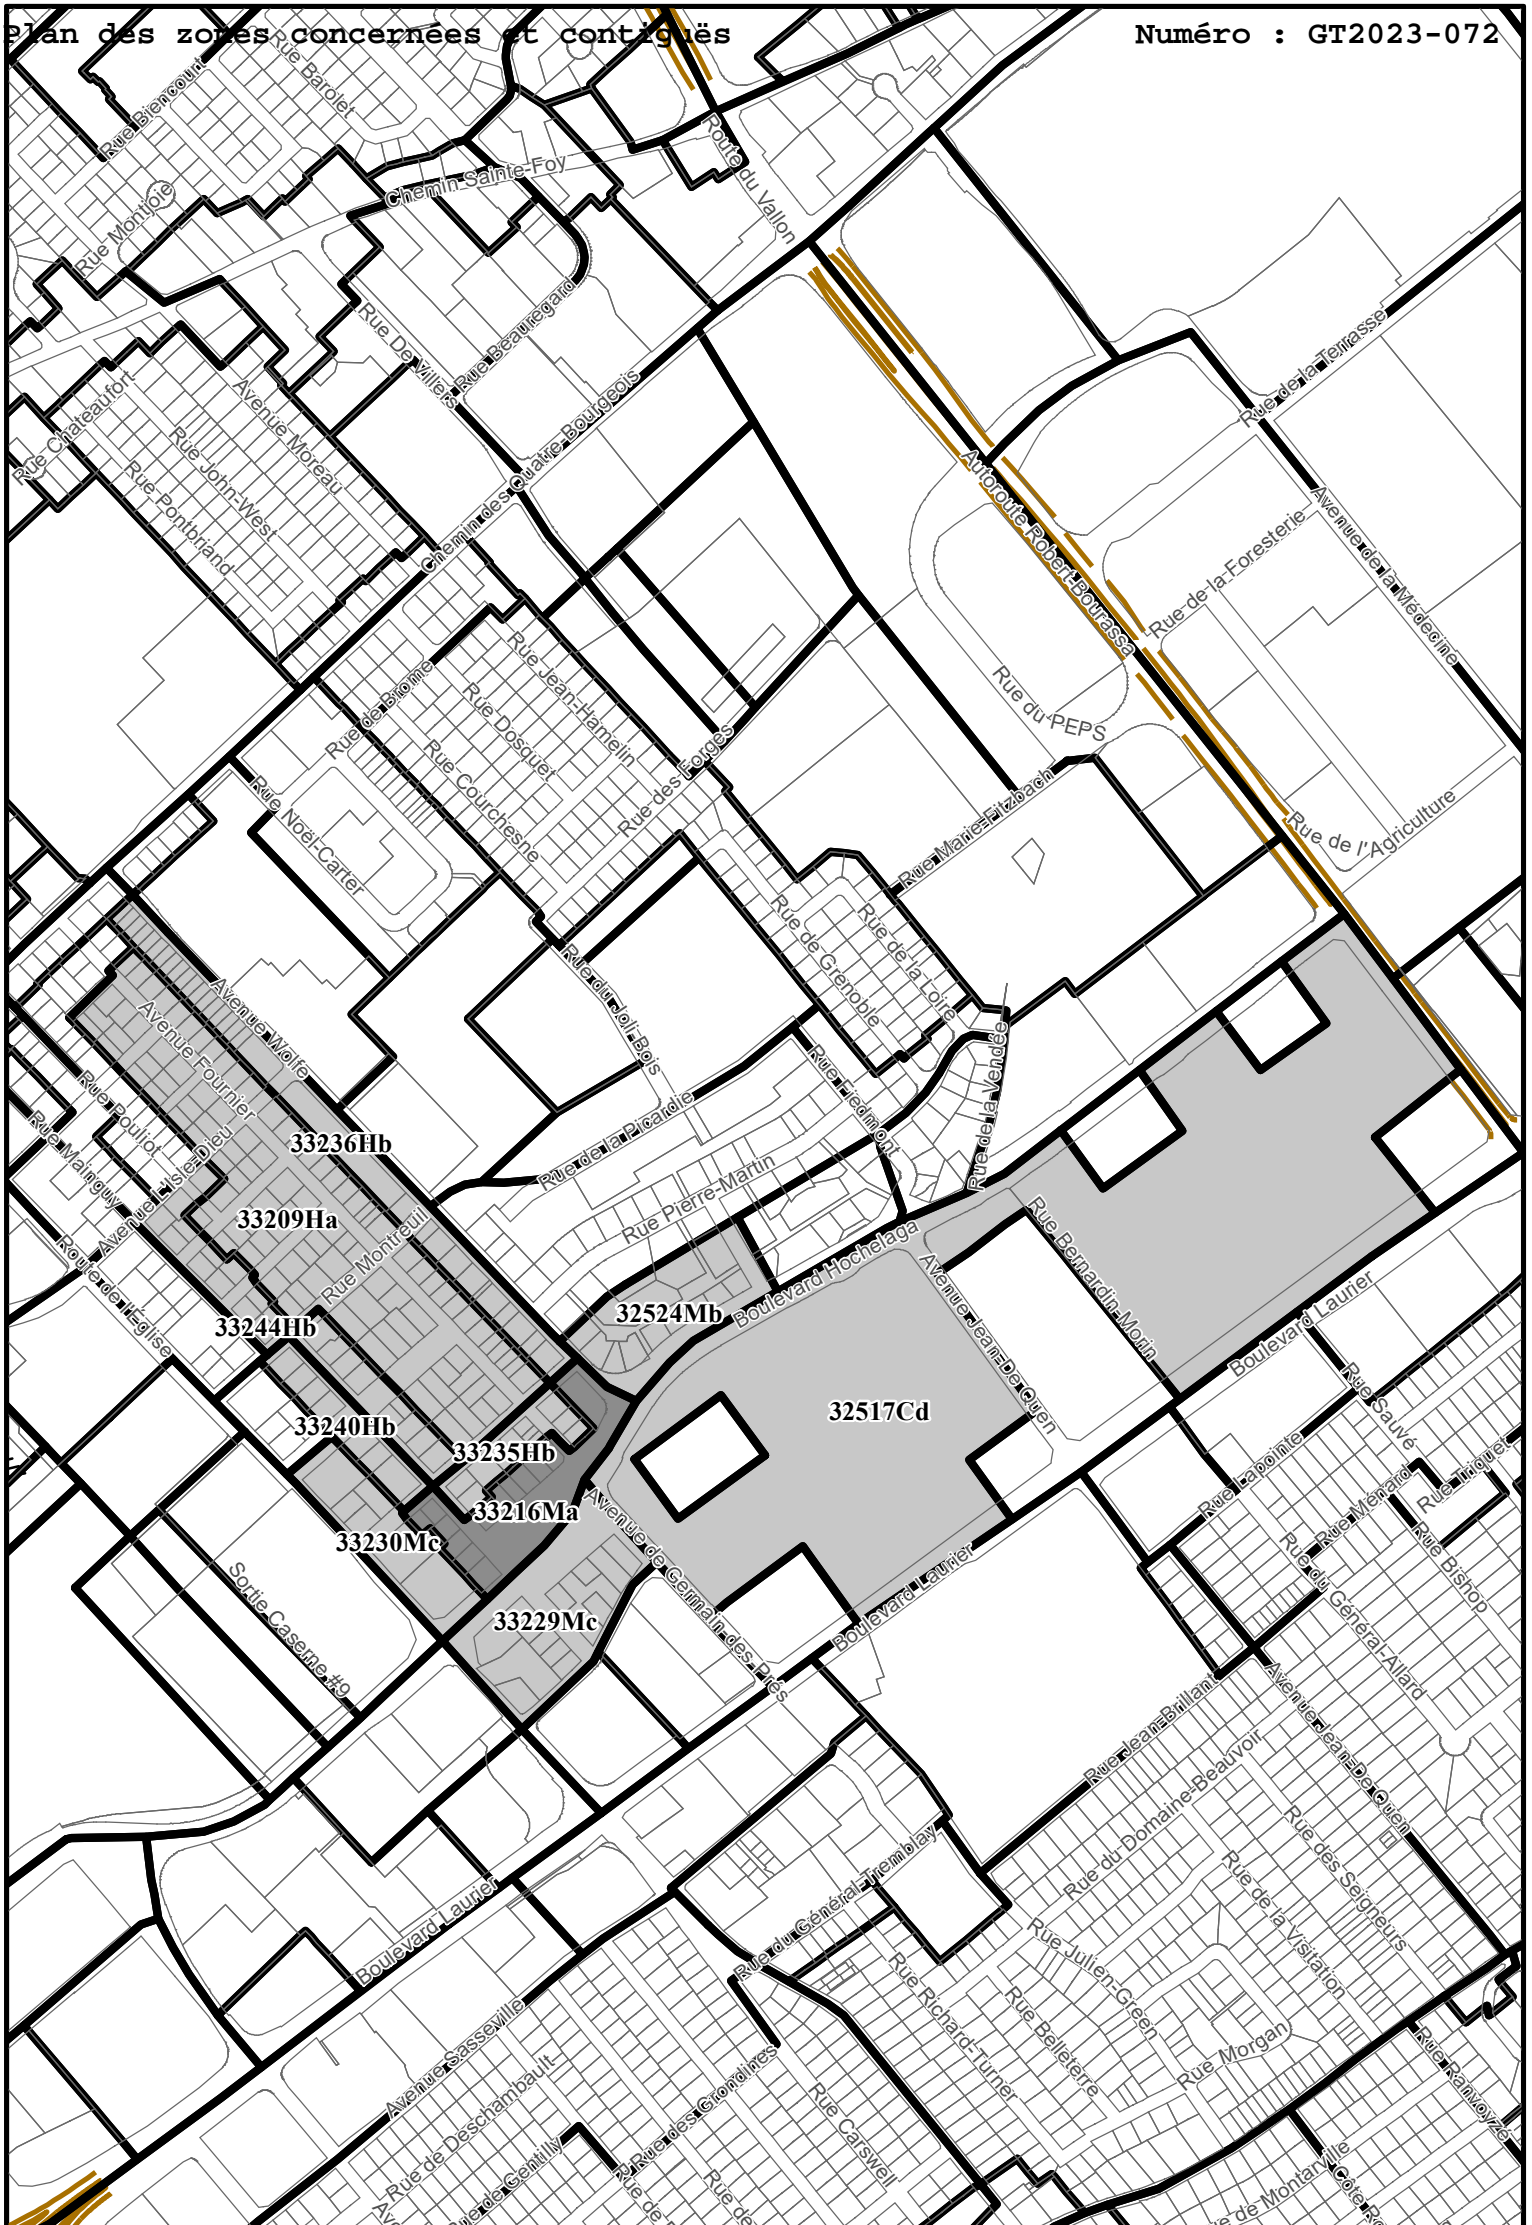 Plan des zones concernées et contiguës
Numéro : GT2023-072
Rue Barolet
Rue Biencourt
Route du Vallon
Chemin Sainte-Foy
Rue Montjoie
Rue De Villers
Rue Beauregard
Rue de la Terrasse
Rue Chateaufort
Avenue Moreau
Rue John-West
Rue Pontbriand
Chemin des Quatre-Bourgeois
Autoroute Robert-Bourassa
Avenue de la Médecine
Rue de la Foresterie
Rue de Brome
Rue Jean-Hamelin
Rue Dosquet
Rue Courchesne
Rue des Forges
Rue du PEPS
Rue Noël-Carter
Rue Marie-Fitzbach
Rue de l'Agriculture
Rue de la Loire
Rue de Grenoble
Rue du Joli-Bois
Avenue Wolfe
Avenue Fournier
Rue de la Vendée
Rue Piedmont
Rue Pouliot
Rue Mainguy
Avenue L'Isle-Dieu
33236Hb
Rue de la Picardie
Rue Pierre-Martin
33209Ha
Rue Montreuil
Route de l'Église
Boulevard Hochelaga
Rue Bernardin-Morin
Avenue Jean-De Quen
32524Mb
33244Hb
Boulevard Laurier
32517Cd
33240Hb
33235Hb
Rue Sauvé
Rue Lapointe
Rue Ménard
Rue Triquet
33216Ma
33230Mc
Avenue de Germain-des-Prés
Rue Bishop
Rue du Général-Allard
Boulevard Laurier
Sortie Caserne #9
33229Mc
Rue Jean-Brillant
Avenue Jean-De Quen
Rue du Domaine-Beauvoir
Rue des Seigneurs
Rue du Général-Tremblay
Rue de la Visitation
Boulevard Laurier
Rue Julien-Green
Rue Richard-Turner
Rue Belleterre
Avenue Sasseville
Rue Morgan
Rue Ranvoyzé
Rue de Deschambault
Rue des Grondines
Rue Carswell
Rue de Gentilly
e de Montarville
Rue de
Rue de
Côte Ro
Av